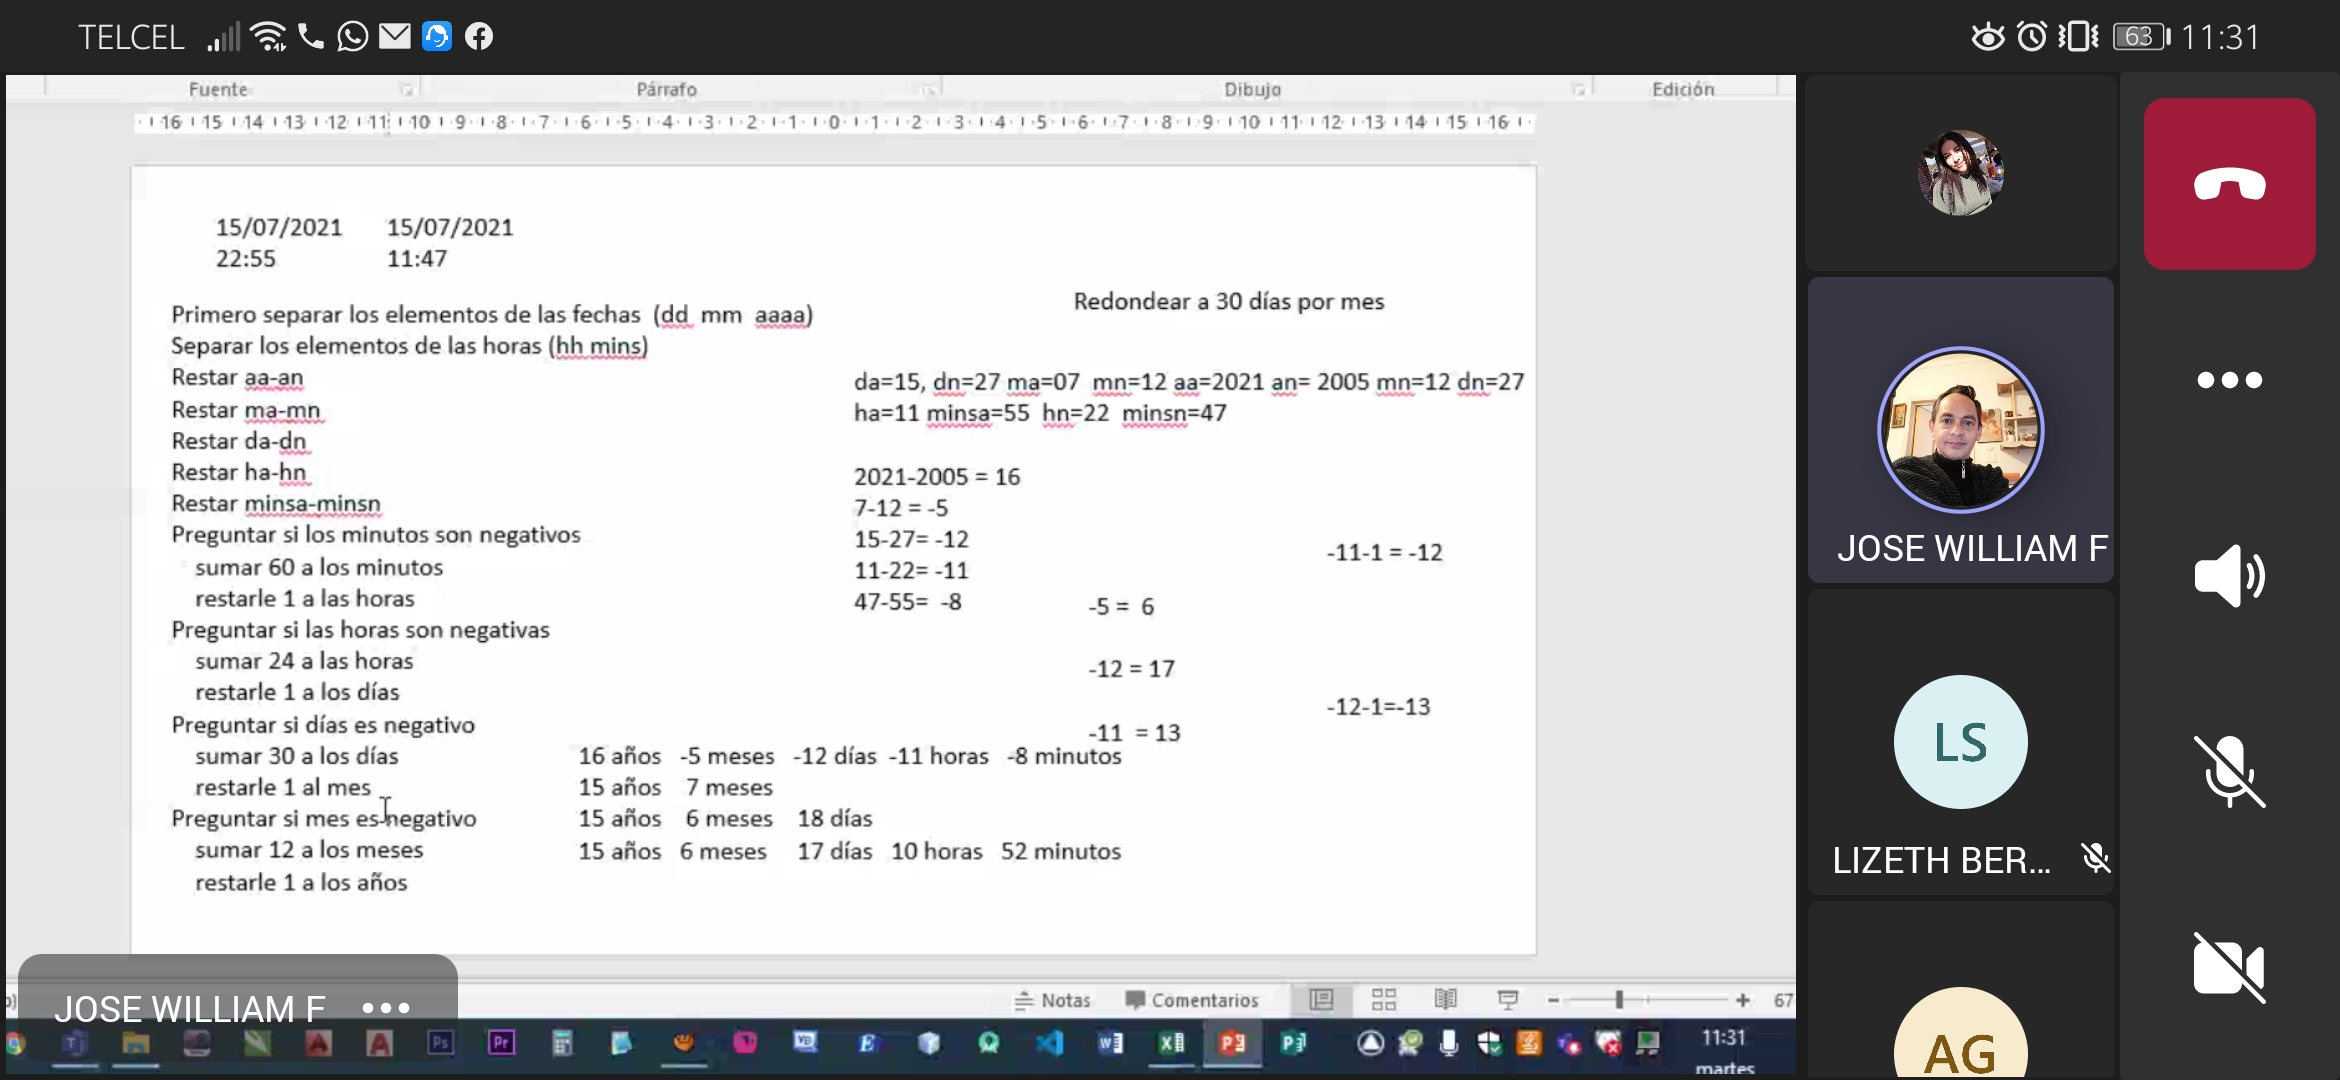 TELCEL 63 11:31
Fuente Párrafo Dibujo Edición
16 15 14 13 12 11 10 9 8 7 6 5 4 3 2 1 0 1 2 3 4 5 6 7 8 9 10 11 12 13 14 15 16
15/07/2021 15/07/2021
22:55 11:47
Redondear a 30 días por mes
Primero separar los elementos de las fechas (dd mm aaaa)
Separar los elementos de las horas (hh mins)
Restar aa-an
Restar ma-mn
Restar da-dn
Restar ha-hn
Restar minsa-minsn
Preguntar si los minutos son negativos
sumar 60 a los minutos
restarle 1 a las horas
Preguntar si las horas son negativas
sumar 24 a las horas
restarle 1 a los días
Preguntar si días es negativo
sumar 30 a los días
restarle 1 al mes
Preguntar si mes es negativo
sumar 12 a los meses
restarle 1 a los años
da=15, dn=27 ma=07 mn=12 aa=2021 an= 2005 mn=12 dn=27
ha=11 minsa=55 hn=22 minsn=47
2021-2005 = 16
7-12 = -5
15-27= -12
11-22= -11
47-55= -8
-11-1 = -12
-5 = 6
-12 = 17
-12-1=-13
-11 = 13
16 años -5 meses -12 días -11 horas -8 minutos
15 años 7 meses
15 años 6 meses 18 días
15 años 6 meses 17 días 10 horas 52 minutos
JOSE WILLIAM F
LS
LIZETH BER...
AG
JOSE WILLIAM F •••
Notas Comentarios 67
Ps Pr
11:31
martes